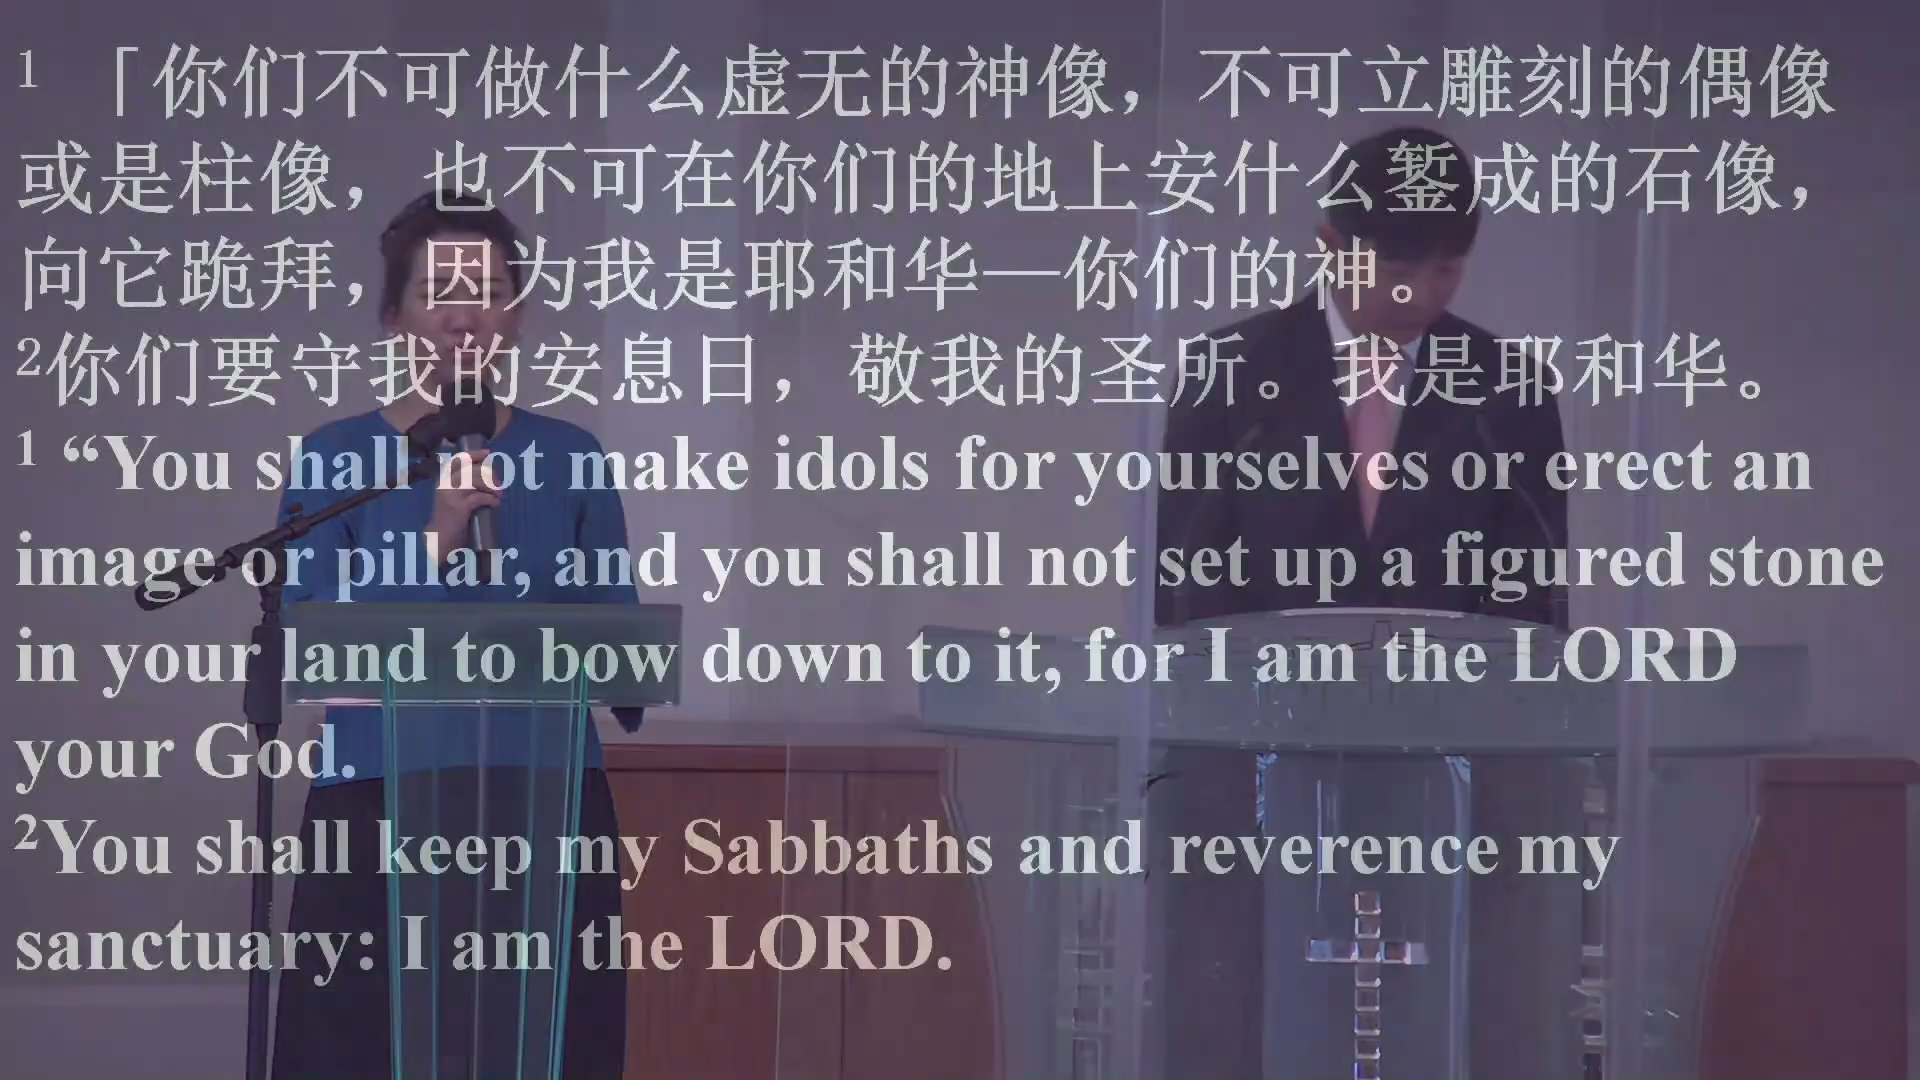 1 「你们不可做什么虚无的神像，不可立雕刻的偶像
或是柱像，也不可在你们的地上安什么錾成的石像，
向它跪拜，因为我是耶和华—你们的神。
2你们要守我的安息日，敬我的圣所。我是耶和华。
1 “You shall not make idols for yourselves or erect an
image or pillar, and you shall not set up a figured stone
in your land to bow down to it, for I am the LORD
your God.
2You shall keep my Sabbaths and reverence my
sanctuary: I am the LORD.